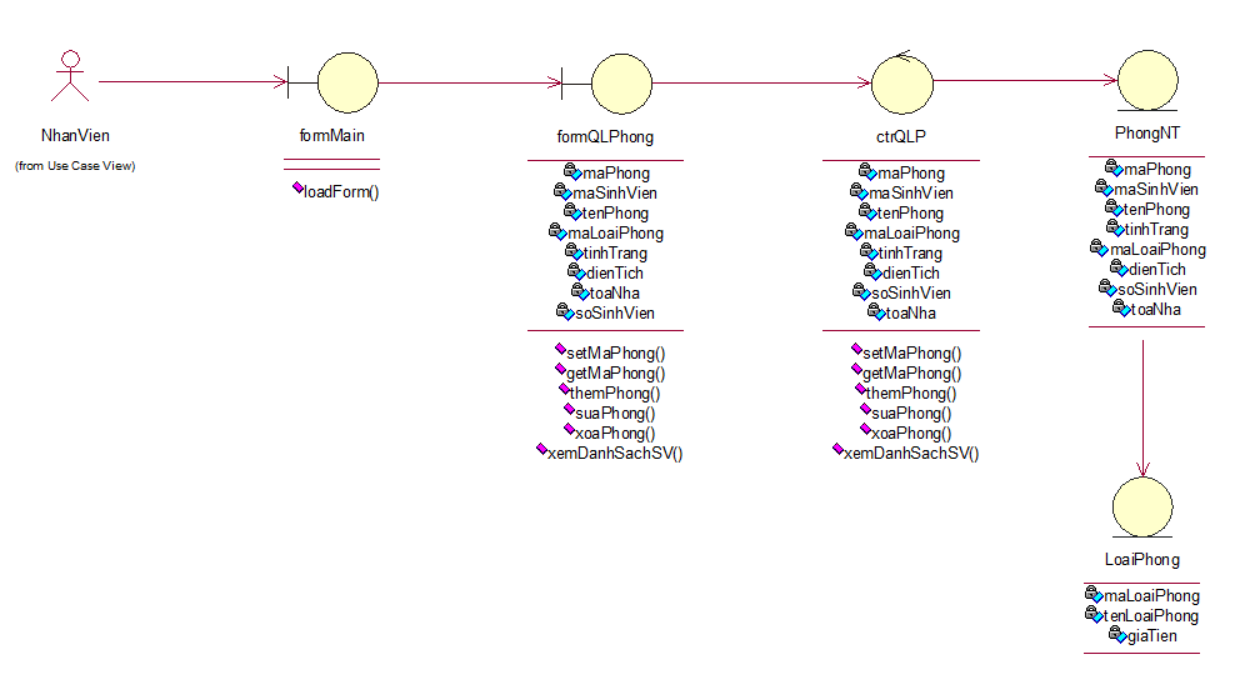 NhanVien
(from Use Case View)
formMain
loadForm()
formQLPhong
maPhong
maSinhVien
tenPhong
maLoaiPhong
tinhTrang
dienTich
toaNha
soSinhVien
setMaPhong()
getMaPhong()
themPhong()
suaPhong()
xoaPhong()
xemDanhSachSV()
ctrQLP
maPhong
maSinhVien
tenPhong
maLoaiPhong
tinhTrang
dienTich
soSinhVien
toaNha
setMaPhong()
getMaPhong()
themPhong()
suaPhong()
xoaPhong()
xemDanhSachSV()
PhongNT
maPhong
maSinhVien
tenPhong
tinhTrang
maLoaiPhong
dienTich
soSinhVien
toaNha
LoaiPhong
maLoaiPhong
tenLoaiPhong
giaTien